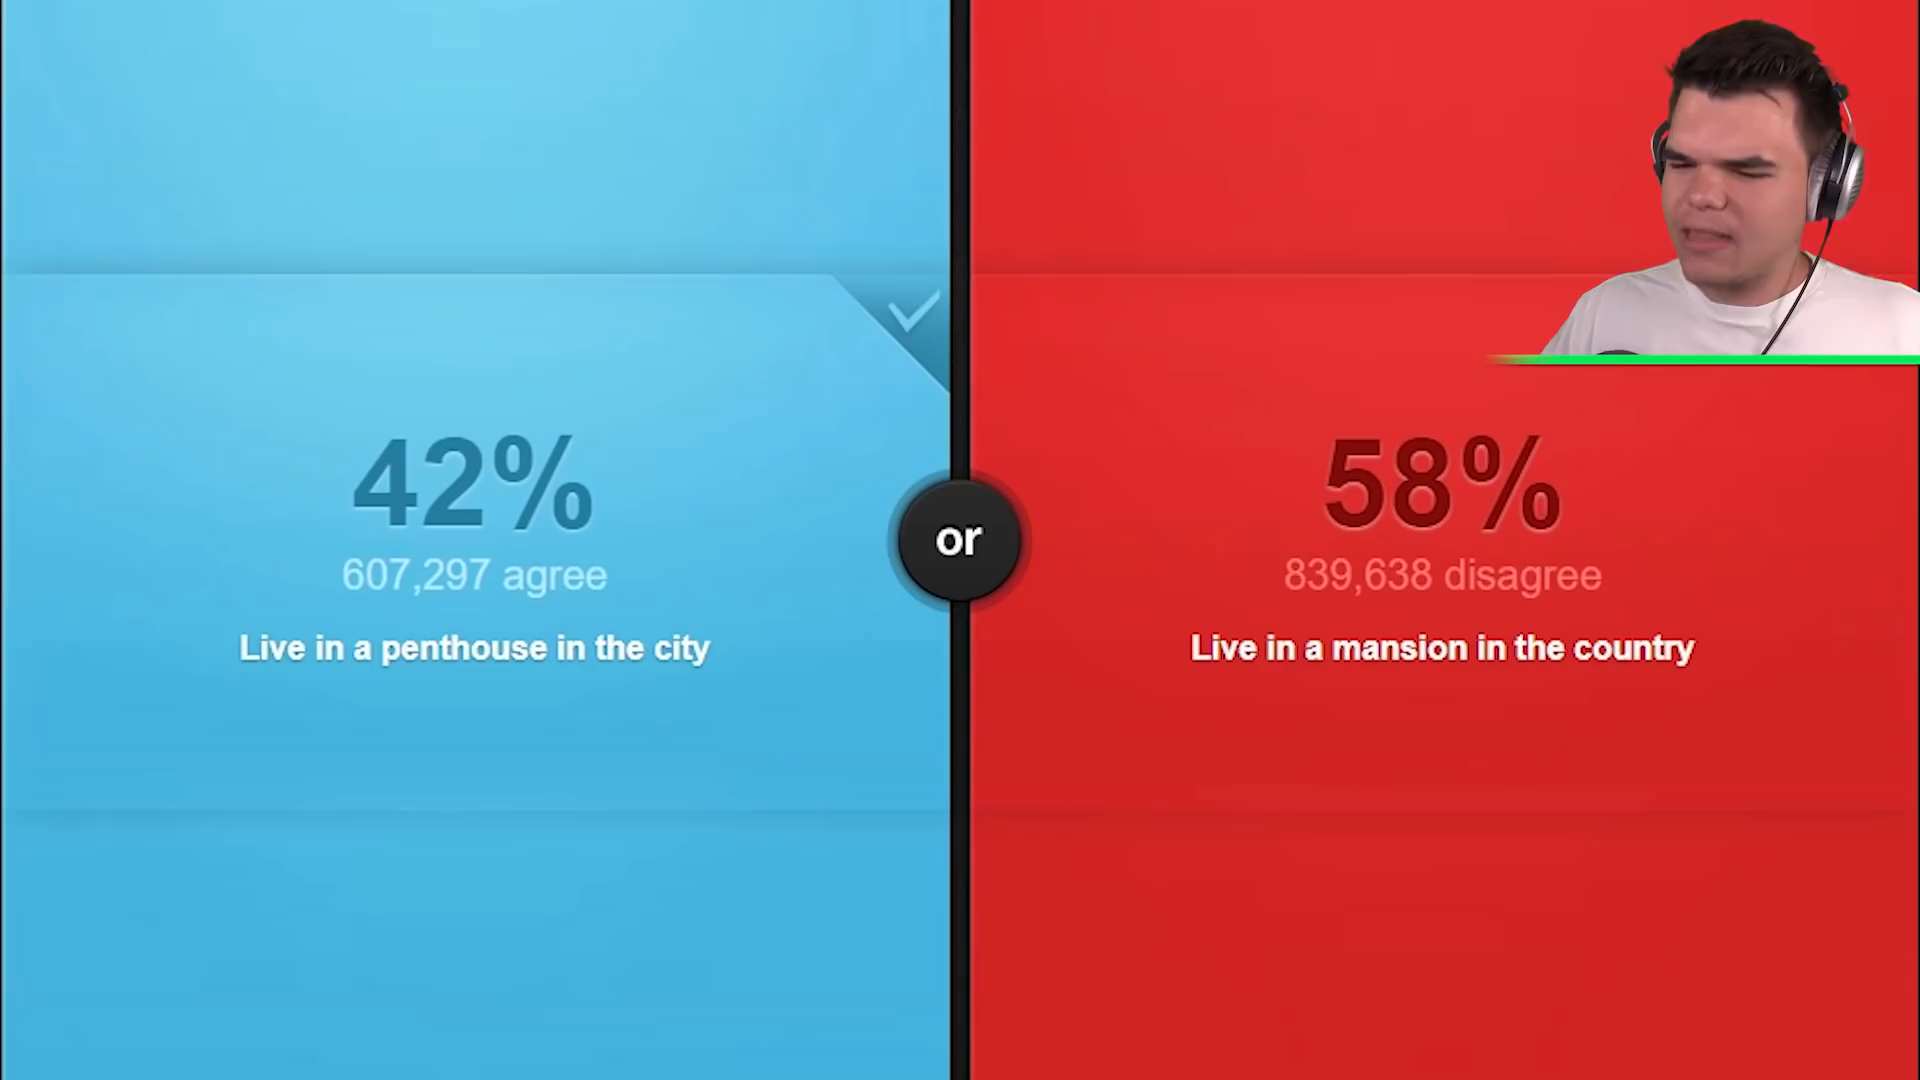 42%
607,297 agree
Live in a penthouse in the city
or
58%
839,638 disagree
Live in a mansion in the country